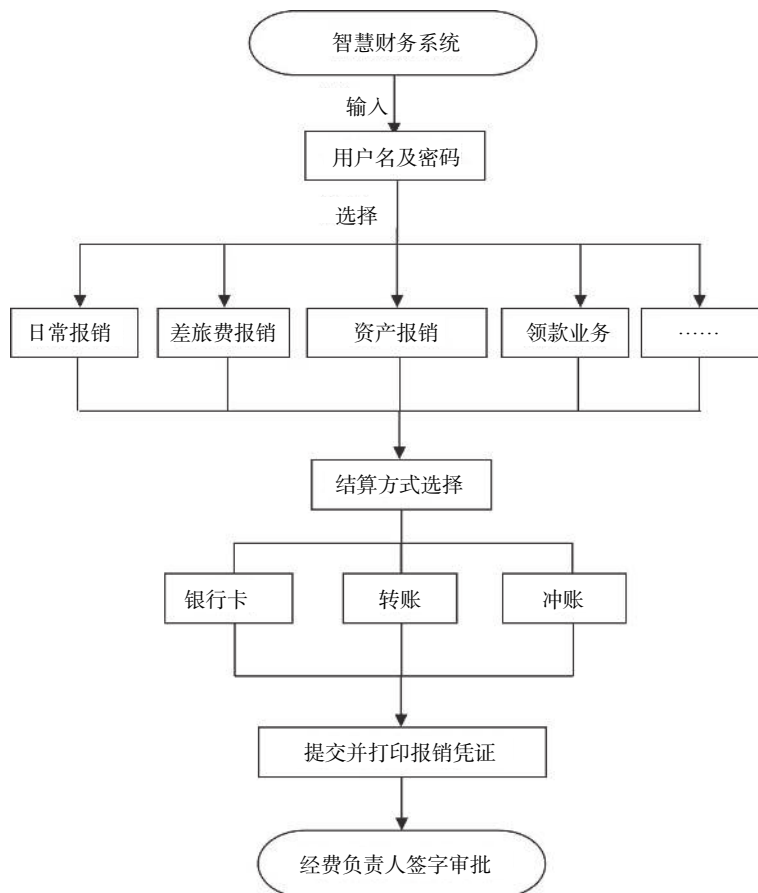 智慧财务系统
输入
用户名及密码
选择
日常报销
差旅费报销
资产报销
领款业务
……
结算方式选择
银行卡
转账
冲账
提交并打印报销凭证
经费负责人签字审批